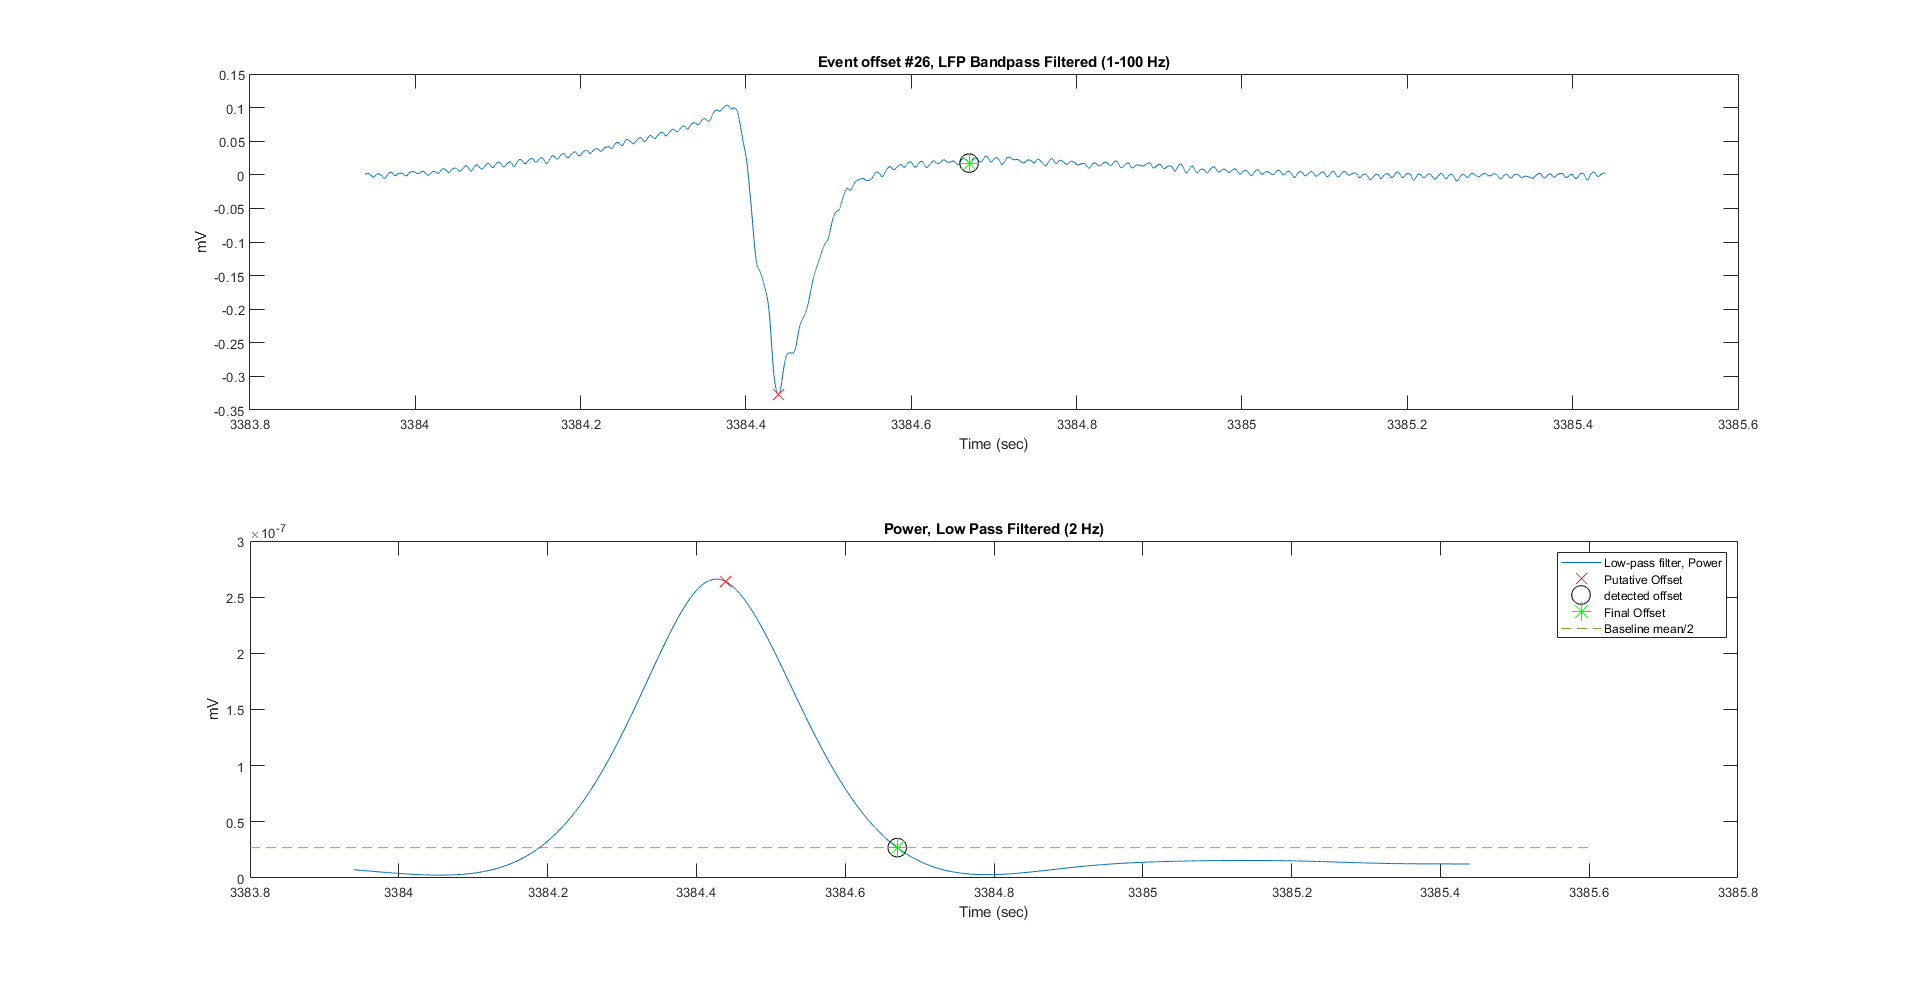 Event offset #26, LFP Bandpass Filtered (1-100 Hz)
0.15
0.1
0.05
0
-0.05
-0.1
-0.15
-0.2
-0.25
-0.3
-0.35
mV
3383.8 3384 3384.2 3384.4 3384.6 3384.8 3385 3385.2 3385.4 3385.6
Time (sec)
Power, Low Pass Filtered (2 Hz)
×10-7
3
2.5
2
1.5
1
0.5
0
mV
Low-pass filter, Power
Putative Offset
detected offset
Final Offset
Baseline mean/2
3383.8 3384 3384.2 3384.4 3384.6 3384.8 3385 3385.2 3385.4 3385.6 3385.8
Time (sec)